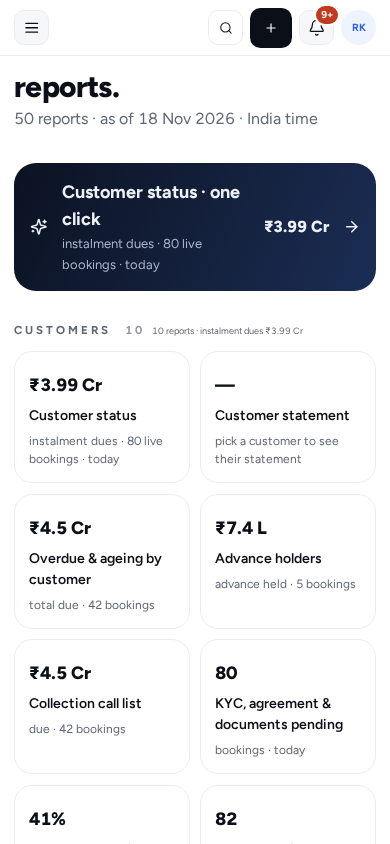 9+
RK
reports.
50 reports · as of 18 Nov 2026 · India time
Customer status · one
click
instalment dues · 80 live
bookings · today
₹3.99 Cr
CUSTOMERS 10 10 reports · instalment dues ₹3.99 Cr
₹3.99 Cr
Customer status
instalment dues · 80 live
bookings · today
—
Customer statement
pick a customer to see
their statement
₹4.5 Cr
Overdue & ageing by
customer
total due · 42 bookings
₹7.4 L
Advance holders
advance held · 5 bookings
₹4.5 Cr
Collection call list
due · 42 bookings
80
KYC, agreement &
documents pending
bookings · today
41%
82